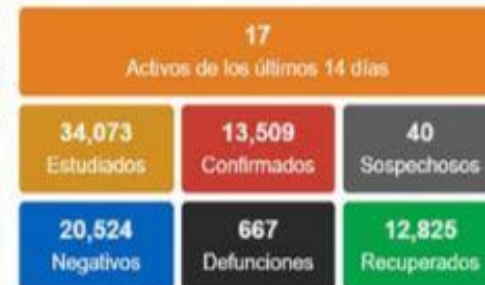 17
Activos de los últimos 14 días
34,073
Estudiados
13,509
Confirmados
40
Sospechosos
20,524
Negativos
667
Defunciones
12,825
Recuperados